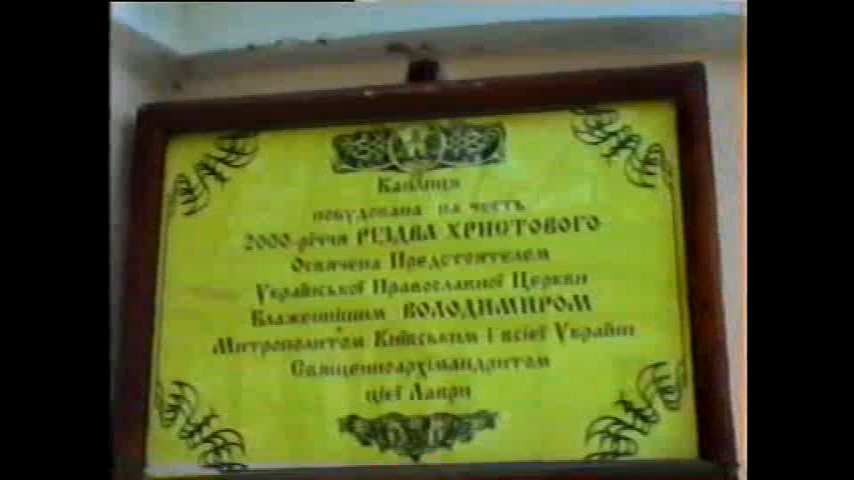 Каплиця
побудована на честь
2000-річчя РІЗДВА ХРИСТОВОГО
Освячена Предстоятелем
Української Православної Церкви
Блаженнішим ВОЛОДИМИРОМ
Митрополитом Київським і всієї України
Священноархімандритом
цієї Лаври